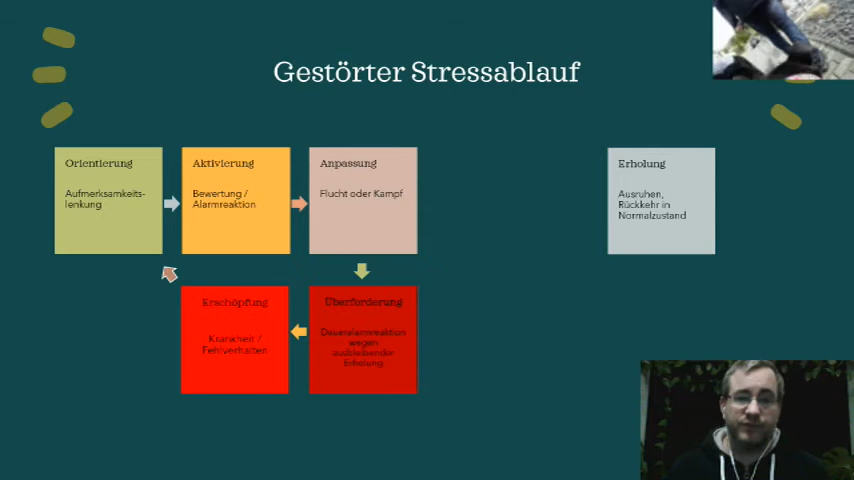 Gestörter Stressablauf
Orientierung
Aufmerksamkeits-
lenkung
Aktivierung
Bewertung /
Alarmreaktion
Anpassung
Flucht oder Kampf
Erholung
Ausruhen,
Rückkehr in
Normalzustand
Erschöpfung
Krankheit /
Fehlverhalten
Überforderung
Daueralarmreaktion
wegen
ausbleibender
Erholung